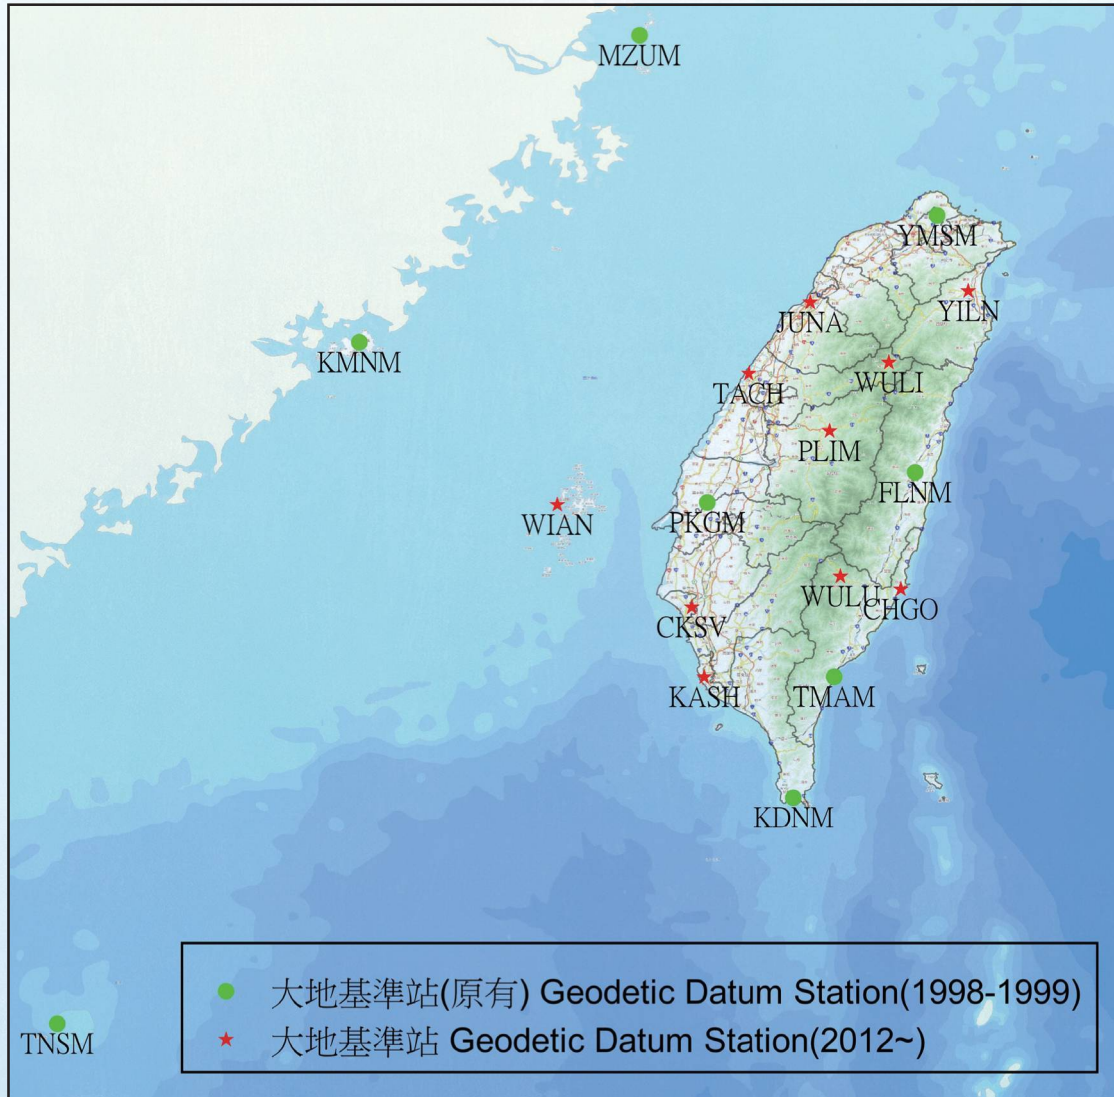 MZUM
YMSM
YILN
JUNA
KMNM
WULI
TACH
PLIM
FLNM
WIAN
PKGM
WULU
CHGO
CKSV
KASH
TMAM
KDNM
大地基準站(原有) Geodetic Datum Station(1998-1999)
大地基準站 Geodetic Datum Station(2012~)
TNSM